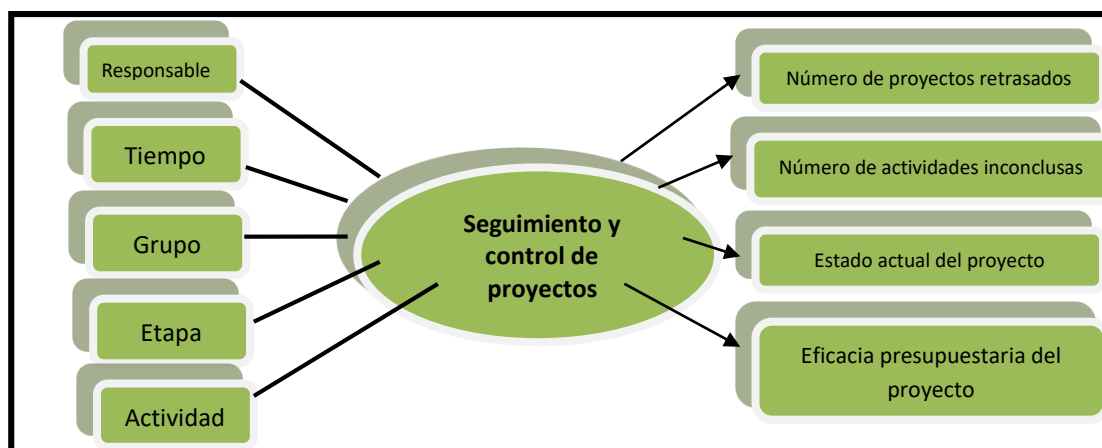 Responsable
Tiempo
Grupo
Etapa
Actividad
Seguimiento y
control de
proyectos
Número de proyectos retrasados
Número de actividades inconclusas
Estado actual del proyecto
Eficacia presupuestaria del
proyecto